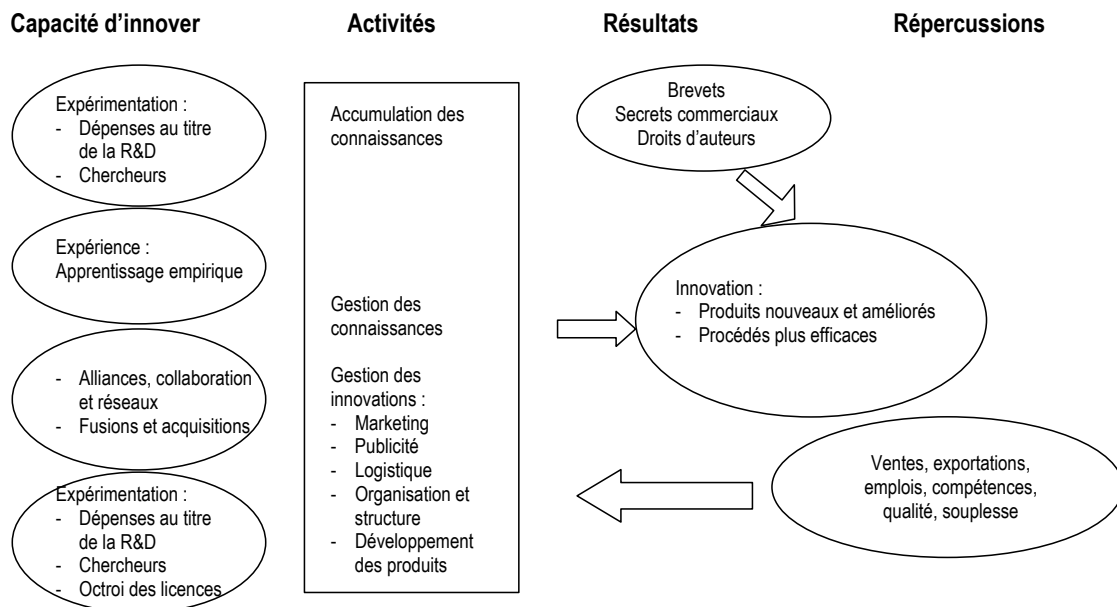 Capacité d’innover
Activités
Résultats
Répercussions
Expérimentation :
- Dépenses au titre
de la R&D
- Chercheurs
Expérience :
Apprentissage empirique
- Alliances, collaboration
et réseaux
- Fusions et acquisitions
Expérimentation :
- Dépenses au titre
de la R&D
- Chercheurs
- Octroi des licences
Accumulation des
connaissances
Gestion des
connaissances
Gestion des
innovations :
- Marketing
- Publicité
- Logistique
- Organisation et
structure
- Développement
des produits
Brevets
Secrets commerciaux
Droits d’auteurs
Innovation :
- Produits nouveaux et améliorés
- Procédés plus efficaces
Ventes, exportations,
emplois, compétences,
qualité, souplesse